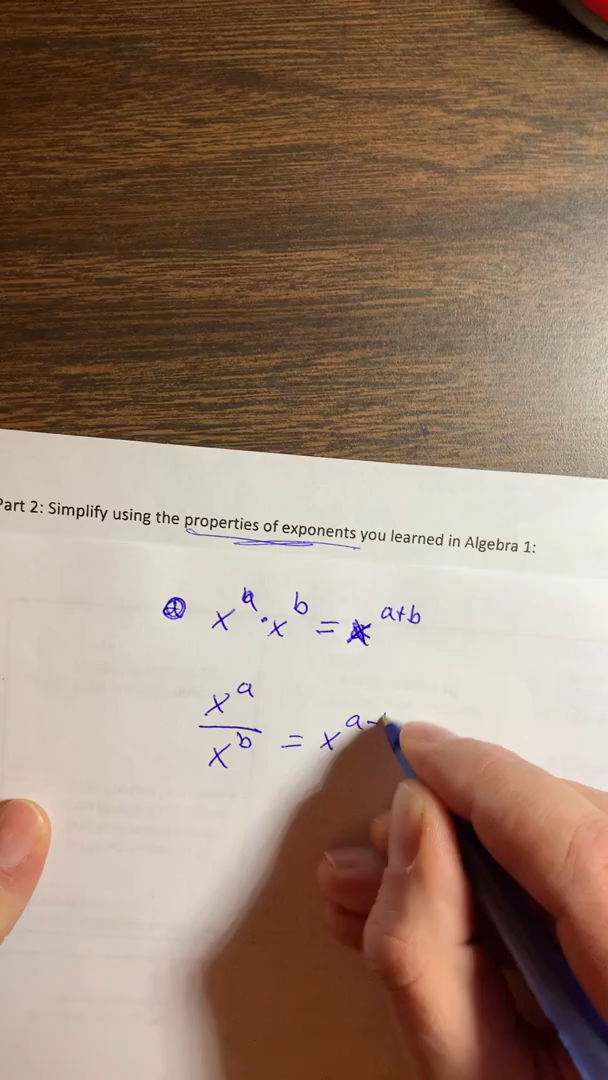 Part 2: Simplify using the properties of exponents you learned in Algebra 1:
x^a · x^b = x^{a+b}
x^a / x^b = x^{a-